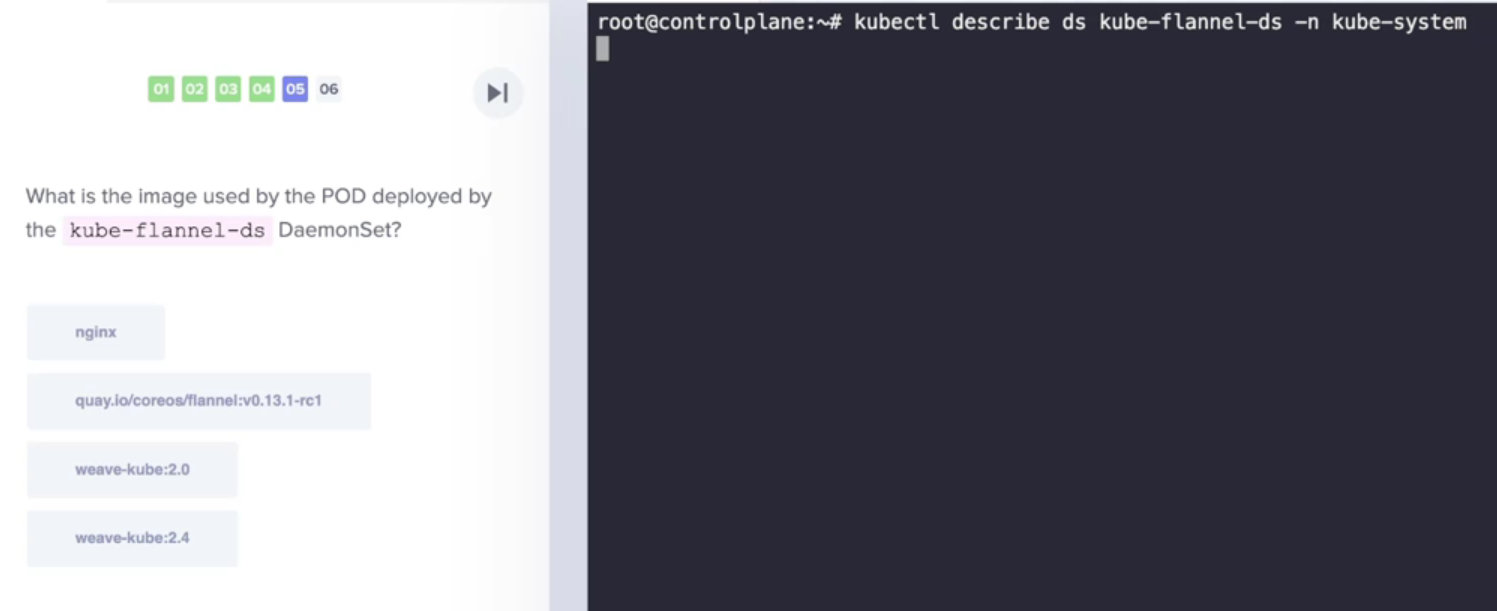 01 02 03 04 05 06
What is the image used by the POD deployed by
the kube-flannel-ds DaemonSet?
nginx
quay.io/coreos/flannel:v0.13.1-rc1
weave-kube:2.0
weave-kube:2.4
root@controlplane:~# kubectl describe ds kube-flannel-ds -n kube-system